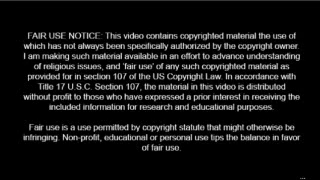 FAIR USE NOTICE: This video contains copyrighted material the use of
which has not always been specifically authorized by the copyright owner.
I am making such material available in an effort to advance understanding
of religious issues, and 'fair use' of any such copyrighted material as
provided for in section 107 of the US Copyright Law. In accordance with
Title 17 U.S.C. Section 107, the material in this video is distributed
without profit to those who have expressed a prior interest in receiving the
included information for research and educational purposes.
Fair use is a use permitted by copyright statute that might otherwise be
infringing. Non-profit, educational or personal use tips the balance in favor
of fair use.